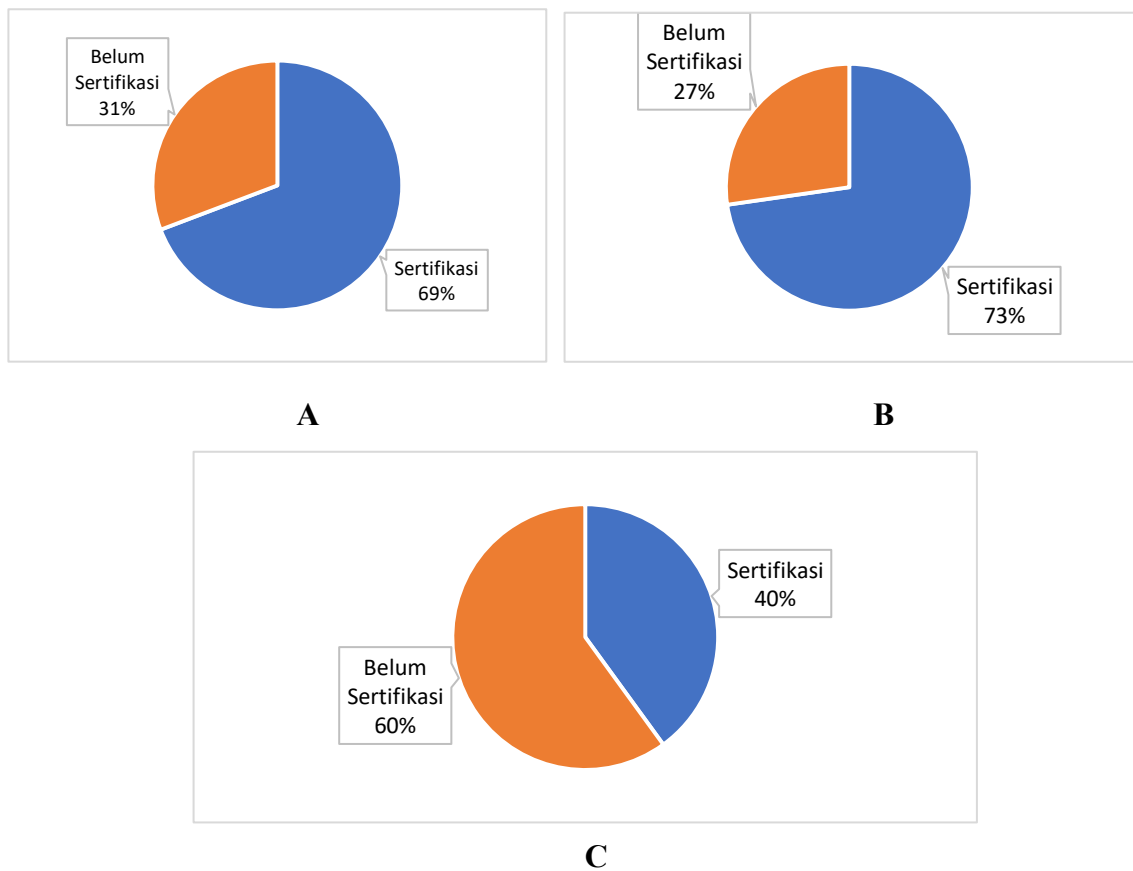 Belum
Sertifikasi
31%
Sertifikasi
69%
A
Belum
Sertifikasi
27%
Sertifikasi
73%
B
Sertifikasi
40%
Belum
Sertifikasi
60%
C